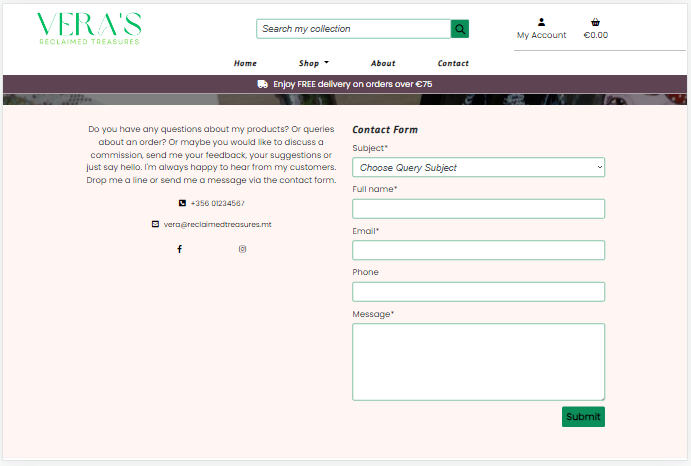 VERA'S
RECLAIMED TREASURES
Search my collection
My Account
€0.00
Home
Shop
About
Contact
Enjoy FREE delivery on orders over €75
Do you have any questions about my products? Or queries
about an order? Or maybe you would like to discuss a
commission, send me your feedback, your suggestions or
just say hello. I'm always happy to hear from my customers.
Drop me a line or send me a message via the contact form.
+356 01234567
vera@reclaimedtreasures.mt
Contact Form
Subject*
Choose Query Subject
Full name*
Email*
Phone
Message*
Submit